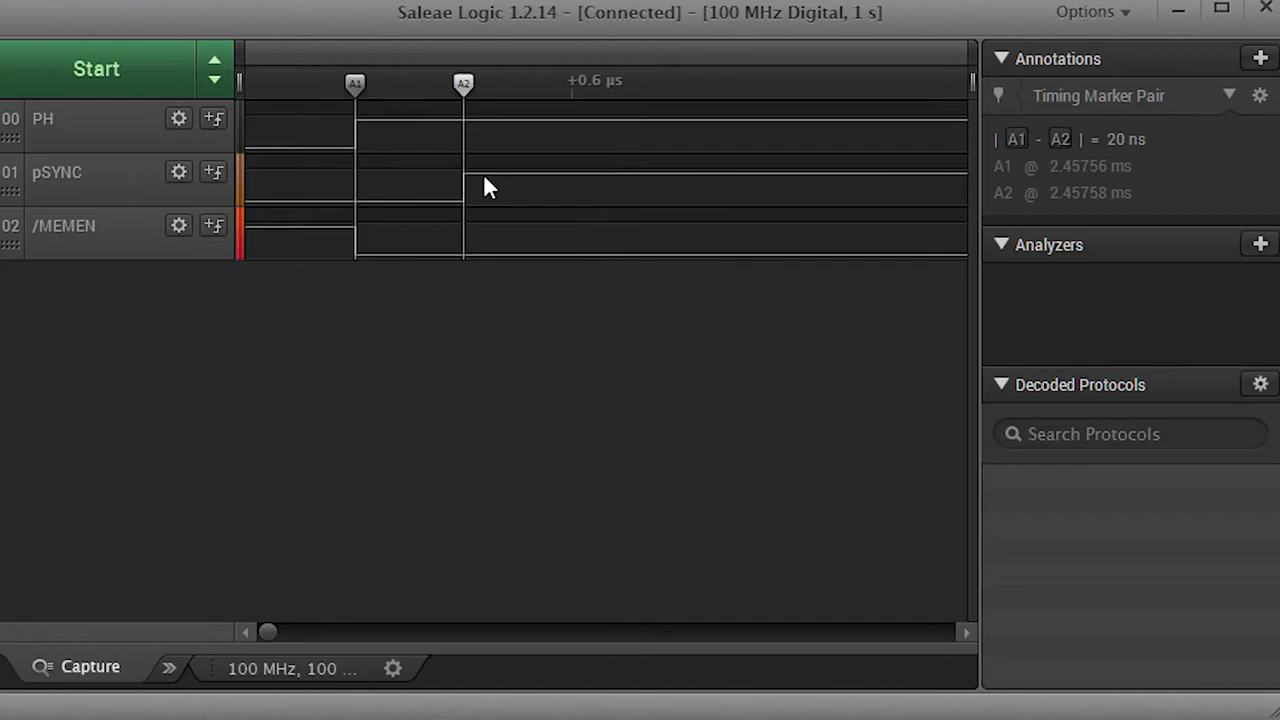 Saleae Logic 1.2.14 - [Connected] - [100 MHz Digital, 1 s]
Options
Start
A1
A2
+0.6 µs
00 PH
01 pSYNC
02 /MEMEN
Annotations
Timing Marker Pair
| A1 - A2 | = 20 ns
A1 @ 2.45756 ms
A2 @ 2.45758 ms
Analyzers
Decoded Protocols
Search Protocols
Capture
100 MHz, 100 ...